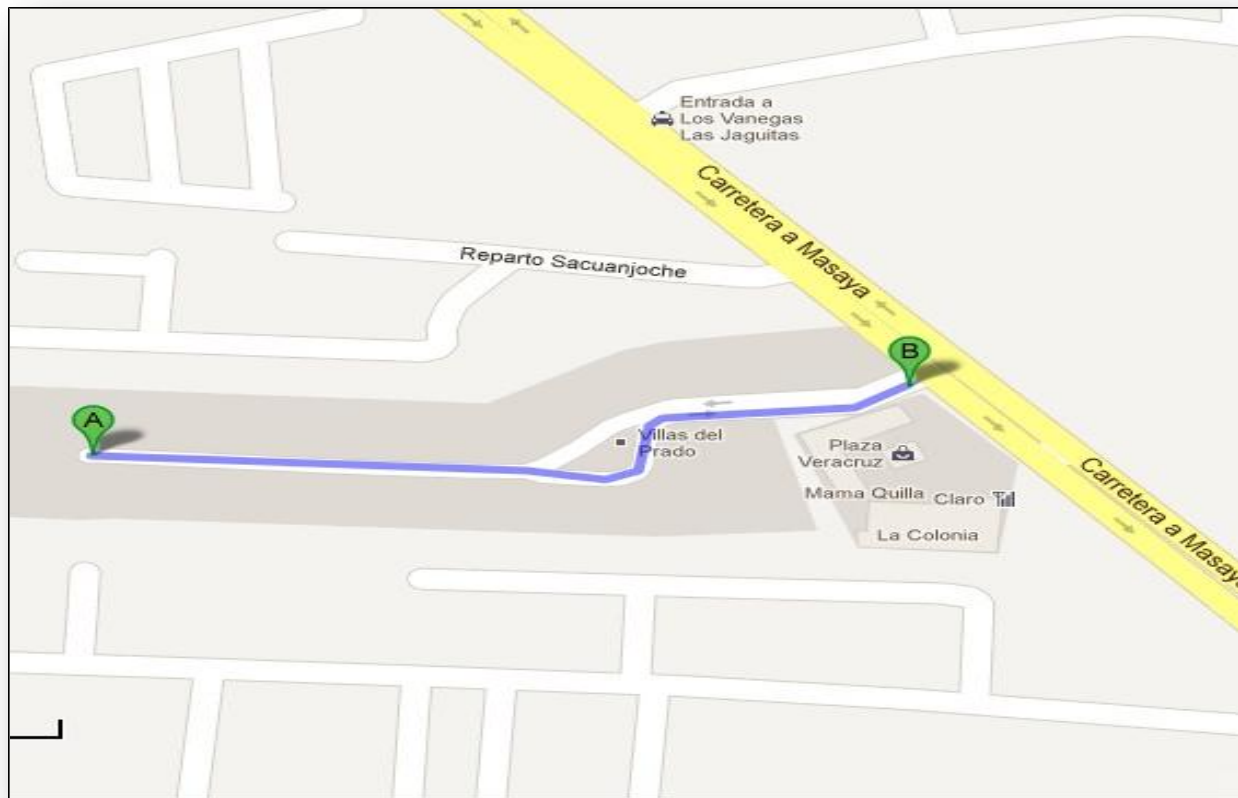 Entrada a
Los Vanegas
Las Jaguitas
Carretera a Masaya
Reparto Sacuanjoche
B
A
Villas del
Prado
Plaza
Veracruz
Mama Quilla
Claro
La Colonia
Carretera a Masaya